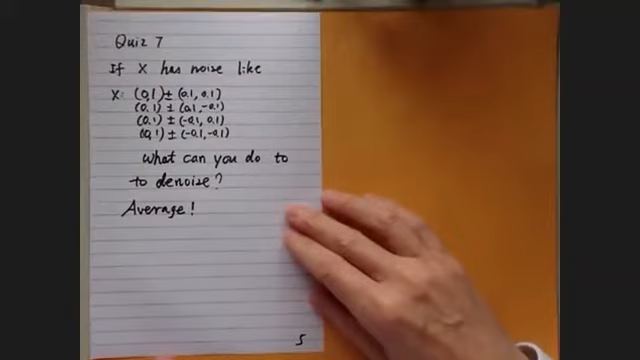 Quiz 7
If X has noise like
X: (0,1) ± (0.1, 0.1)
(0,1) ± (0.1, -0.1)
(0,1) ± (-0.1, 0.1)
(0,1) ± (-0.1, -0.1)
what can you do to
to denoize?
Average!
5